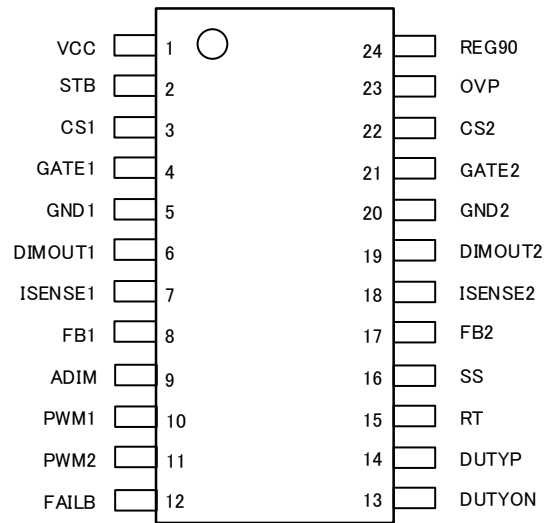 VCC 1 24 REG90
STB 2 23 OVP
CS1 3 22 CS2
GATE1 4 21 GATE2
GND1 5 20 GND2
DIMOUT1 6 19 DIMOUT2
ISENSE1 7 18 ISENSE2
FB1 8 17 FB2
ADIM 9 16 SS
PWM1 10 15 RT
PWM2 11 14 DUTYP
FAILB 12 13 DUTYON